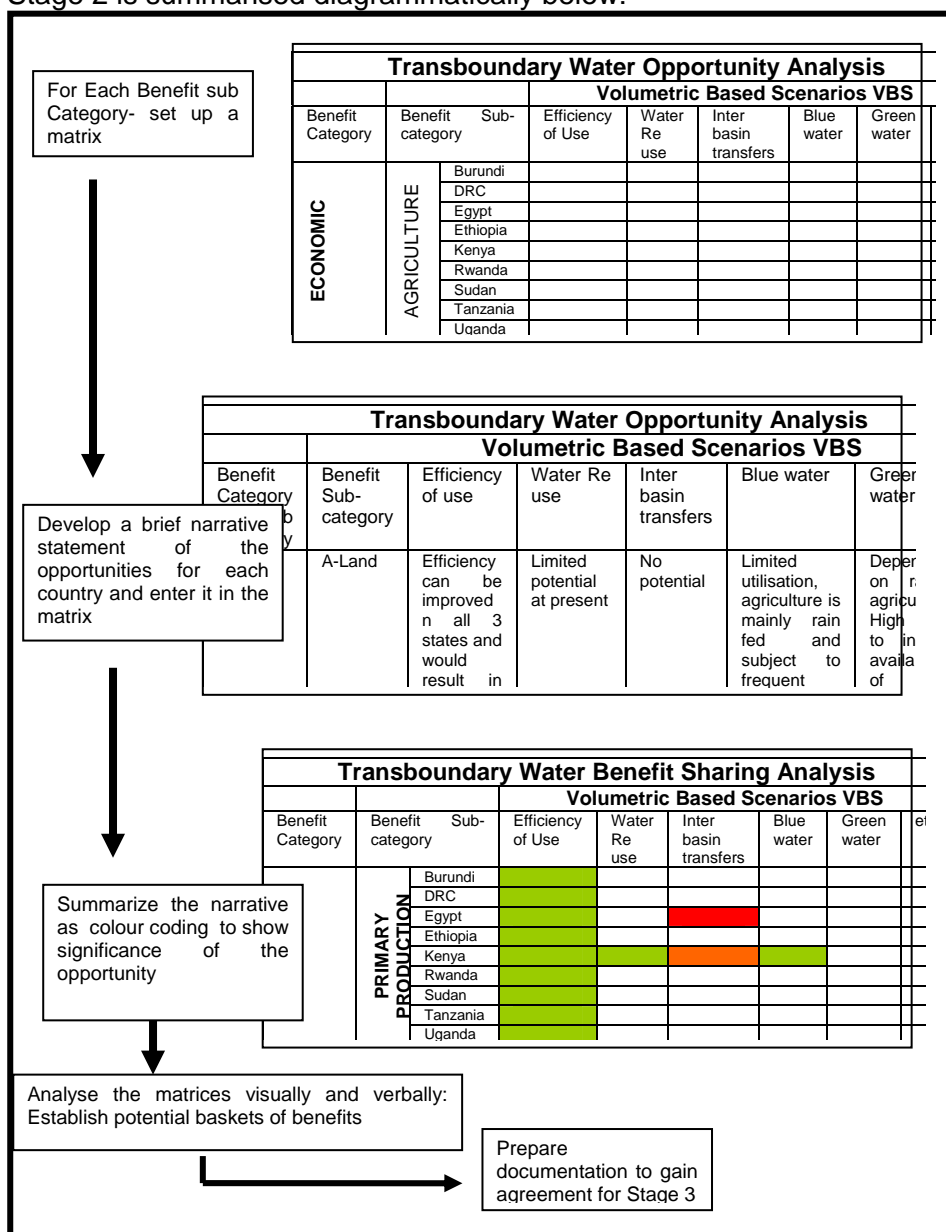 Stage 2 is summarised diagrammatically below:
For Each Benefit sub
Category- set up a
matrix
Transboundary Water Opportunity Analysis
Volumetric Based Scenarios VBS
Benefit Category
Benefit Sub-category
Efficiency of Use
Water Re use
Inter basin transfers
Blue water
Green water
ECONOMIC
AGRICULTURE
Burundi
DRC
Egypt
Ethiopia
Kenya
Rwanda
Sudan
Tanzania
Uganda
Develop a brief narrative
statement of the
opportunities for each
country and enter it in the
matrix
Transboundary Water Opportunity Analysis
Volumetric Based Scenarios VBS
Benefit Category
Benefit Sub-category
Efficiency of use
Water Re use
Inter basin transfers
Blue water
Green water
A-Land
Efficiency
can be
improved
n all 3
states and
would
result in
Limited
potential
at present
No
potential
Limited
utilisation,
agriculture is
mainly rain
fed and
subject to
frequent
on
High
to
of
Summarize the narrative
as colour coding to show
significance of the
opportunity
Transboundary Water Benefit Sharing Analysis
Volumetric Based Scenarios VBS
Benefit Category
Benefit Sub-category
Efficiency of Use
Water Re use
Inter basin transfers
Blue water
Green water
PRIMARY
PRODUCTION
Burundi
DRC
Egypt
Ethiopia
Kenya
Rwanda
Sudan
Tanzania
Uganda
Analyse the matrices visually and verbally:
Establish potential baskets of benefits
Prepare
documentation to gain
agreement for Stage 3